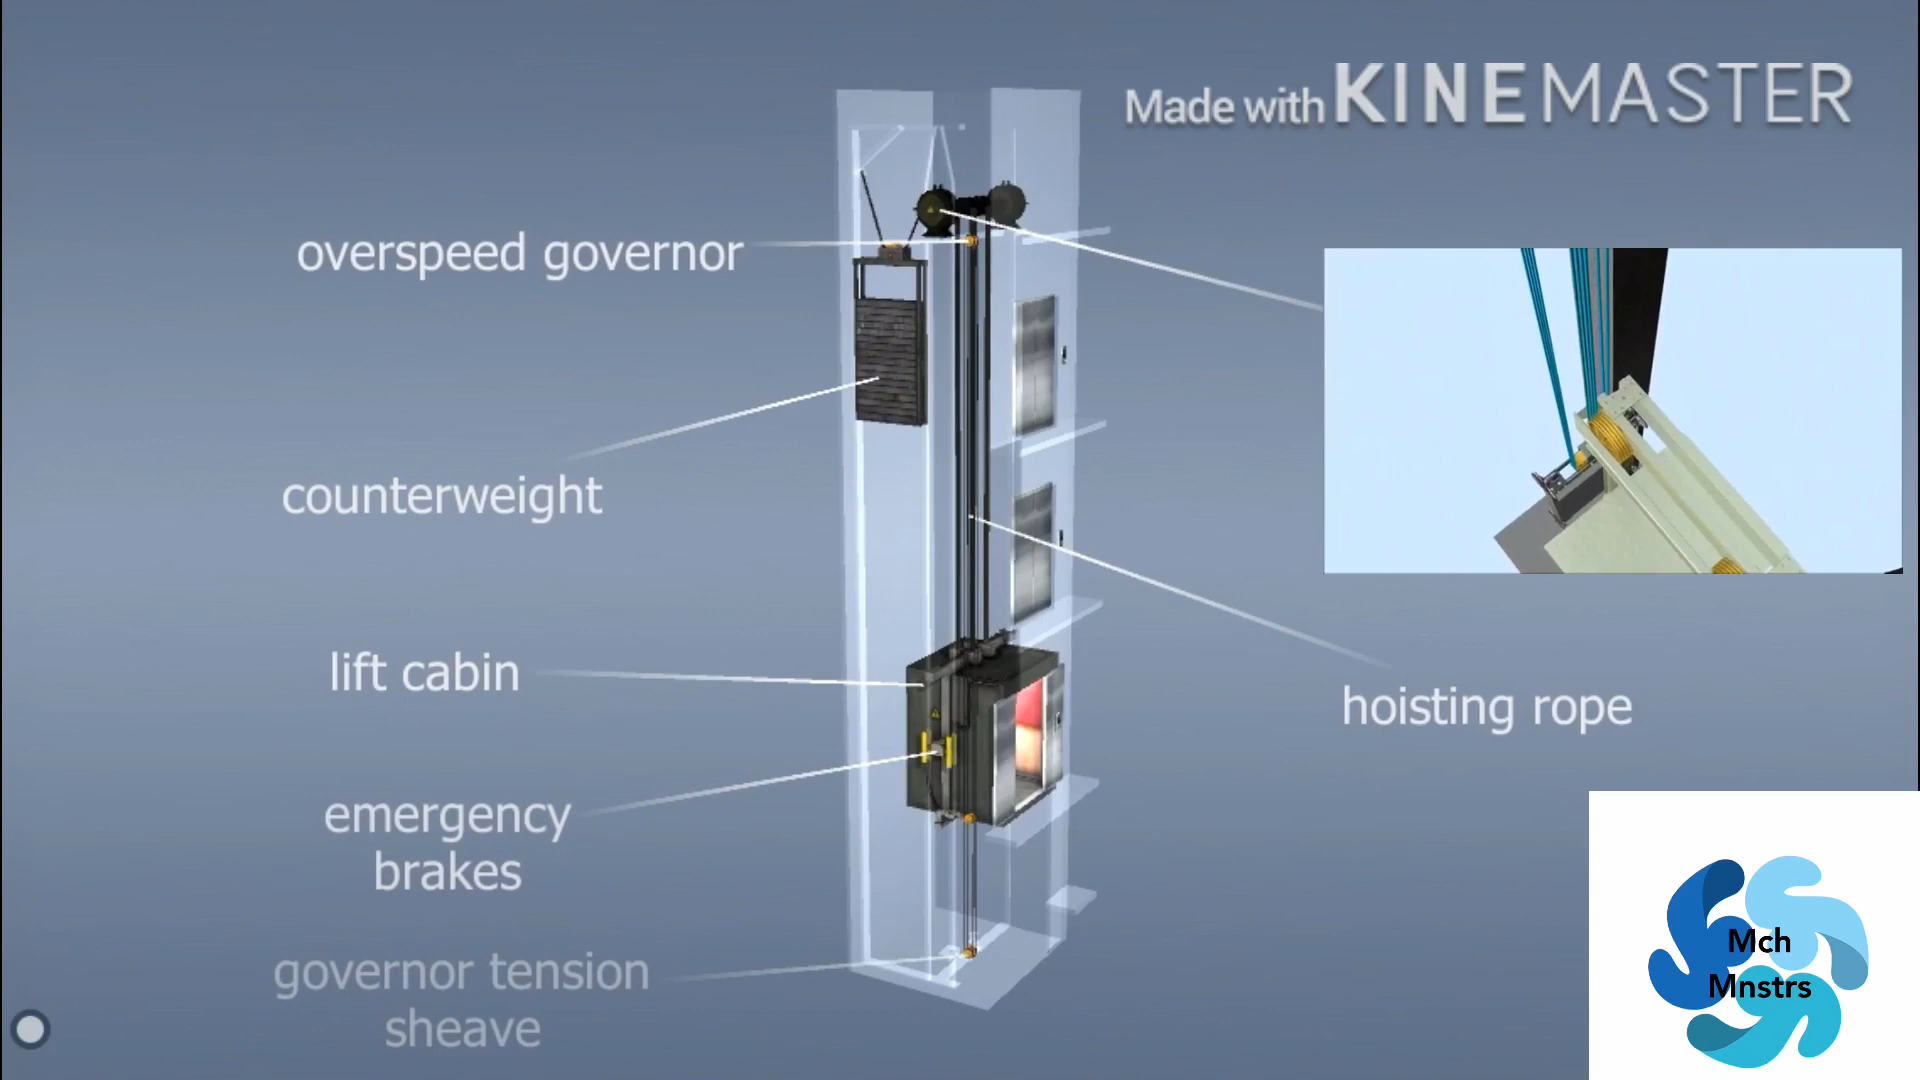 Made with KINEMASTER
overspeed governor
counterweight
lift cabin
hoisting rope
emergency
brakes
governor tension
sheave
Mch
Mnstrs